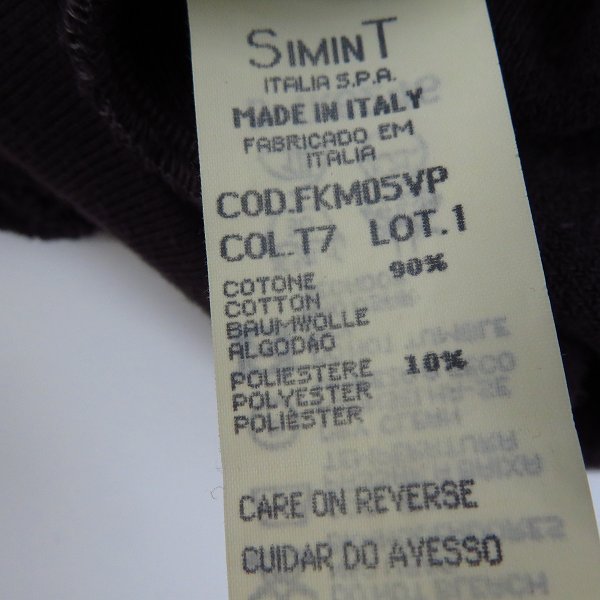 SIMINT
ITALIA S.P.A.
MADE IN ITALY
FABRICADO EM
ITALIA
COD.FKM05VP
COL.T7 LOT.1
COTONE 90%
COTTON
BAUMWOLLE
ALGODÃO
POLIESTERE 10%
POLYESTER
POLIÈSTER
CARE ON REVERSE
CUIDAR DO AVESSO